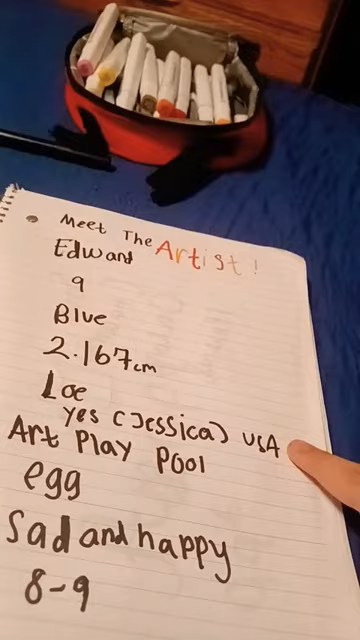 Meet The Artist!
Edward
9
Blue
2.167cm
Loe
Yes (Jessica) USA
Art Play Pool
egg
Sad and happy
8-9